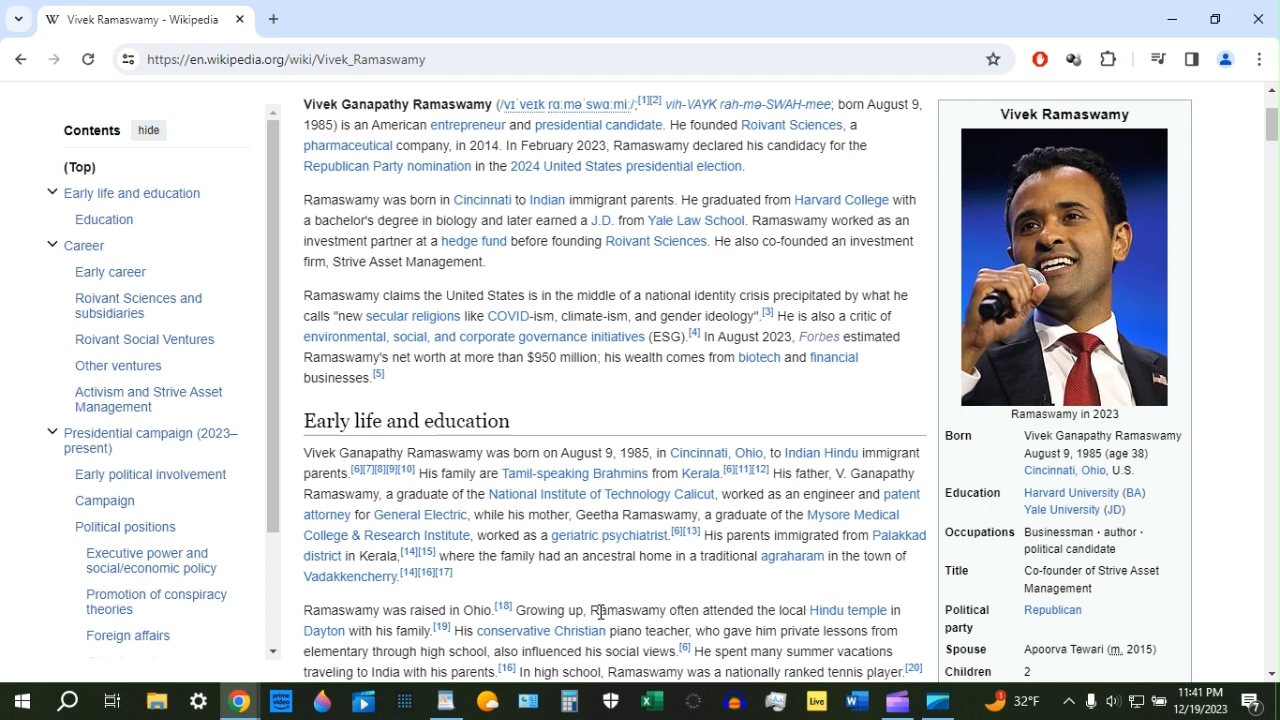 Vivek Ramaswamy - Wikipedia
https://en.wikipedia.org/wiki/Vivek_Ramaswamy
Contents
hide
(Top)
Early life and education
Education
Career
Early career
Roivant Sciences and
subsidiaries
Roivant Social Ventures
Other ventures
Activism and Strive Asset
Management
Presidential campaign (2023–
present)
Early political involvement
Campaign
Political positions
Executive power and
social/economic policy
Promotion of conspiracy
theories
Foreign affairs
Vivek Ganapathy Ramaswamy (/vɪˈveɪk rɑːməˈswɑːmi/;[1][2] vih-VAYK rah-mə-SWAH-mee; born August 9,
1985) is an American entrepreneur and presidential candidate. He founded Roivant Sciences, a
pharmaceutical company, in 2014. In February 2023, Ramaswamy declared his candidacy for the
Republican Party nomination in the 2024 United States presidential election.
Ramaswamy was born in Cincinnati to Indian immigrant parents. He graduated from Harvard College with
a bachelor's degree in biology and later earned a J.D. from Yale Law School. Ramaswamy worked as an
investment partner at a hedge fund before founding Roivant Sciences. He also co-founded an investment
firm, Strive Asset Management.
Ramaswamy claims the United States is in the middle of a national identity crisis precipitated by what he
calls "new secular religions like COVID-ism, climate-ism, and gender ideology".[3] He is also a critic of
environmental, social, and corporate governance initiatives (ESG).[4] In August 2023, Forbes estimated
Ramaswamy's net worth at more than $950 million; his wealth comes from biotech and financial
businesses.[5]
Early life and education
Vivek Ganapathy Ramaswamy was born on August 9, 1985, in Cincinnati, Ohio, to Indian Hindu immigrant
parents.[6][7][8][9][10] His family are Tamil-speaking Brahmins from Kerala.[6][11][12] His father, V. Ganapathy
Ramaswamy, a graduate of the National Institute of Technology Calicut, worked as an engineer and patent
attorney for General Electric, while his mother, Geetha Ramaswamy, a graduate of the Mysore Medical
College & Research Institute, worked as a geriatric psychiatrist.[6][13] His parents immigrated from Palakkad
district in Kerala,[14][15] where the family had an ancestral home in a traditional agraharam in the town of
Vadakkencherry.[14][16][17]
Ramaswamy was raised in Ohio.[18] Growing up, Ramaswamy often attended the local Hindu temple in
Dayton with his family.[19] His conservative Christian piano teacher, who gave him private lessons from
elementary through high school, also influenced his social views.[6] He spent many summer vacations
traveling to India with his parents.[16] In high school, Ramaswamy was a nationally ranked tennis player.[20]
Vivek Ramaswamy
Ramaswamy in 2023
Born Vivek Ganapathy Ramaswamy
August 9, 1985 (age 38)
Cincinnati, Ohio, U.S.
Education Harvard University (BA)
Yale University (JD)
Occupations Businessman · author ·
political candidate
Title Co-founder of Strive Asset
Management
Political Republican
party
Spouse Apoorva Tewari (m. 2015)
Children 2
prime video
Live
1
32°F
11:41 PM
12/19/2023
7